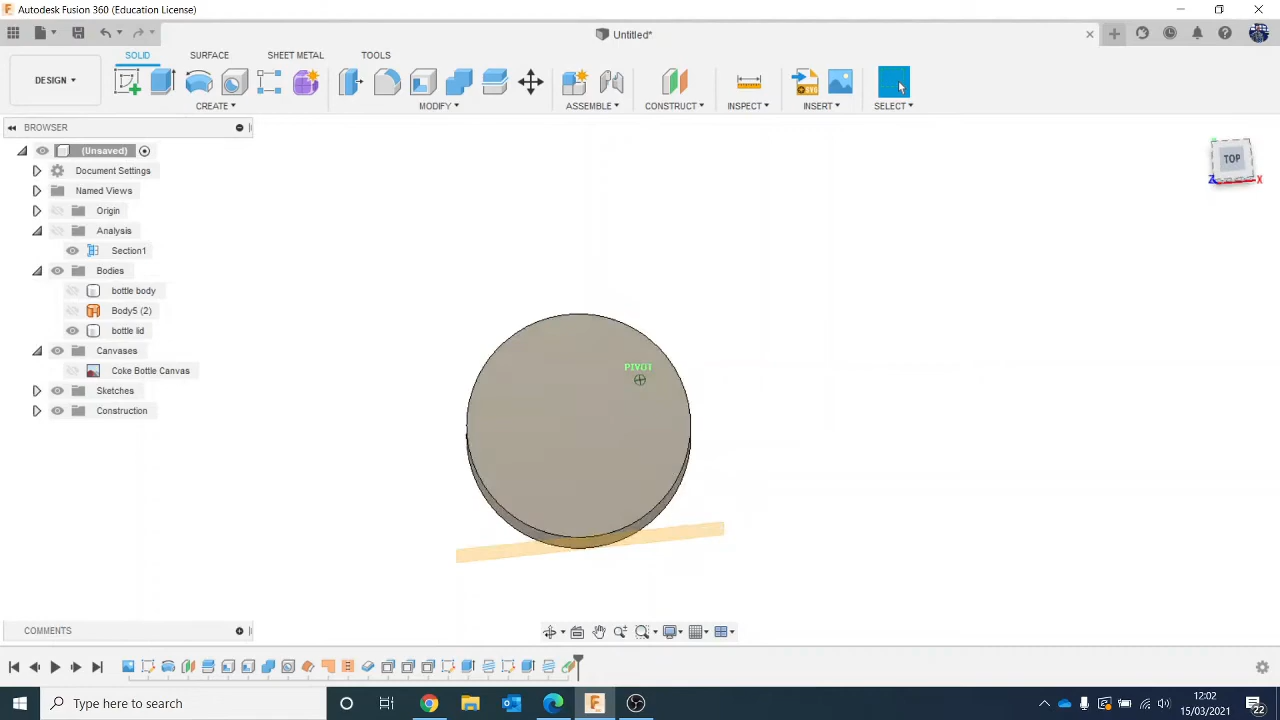 Autodesk Fusion 360 (Education License)
Untitled*
SOLID SURFACE SHEET METAL TOOLS
DESIGN
CREATE MODIFY ASSEMBLE CONSTRUCT INSPECT INSERT SELECT
BROWSER
(Unsaved)
Document Settings
Named Views
Origin
Analysis
Section1
Bodies
bottle body
Body5 (2)
bottle lid
Canvases
Coke Bottle Canvas
Sketches
Construction
TOP
Z X
PIVOT
COMMENTS
Type here to search
12:02
15/03/2021
22